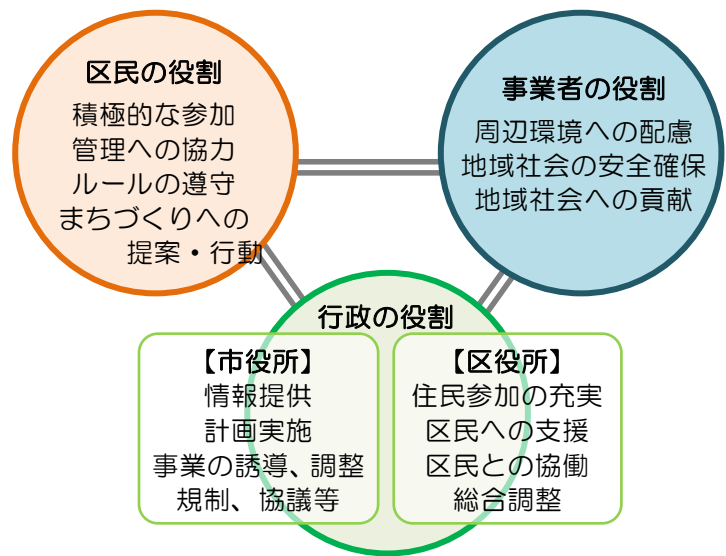 区民の役割
積極的な参加
管理への協力
ルールの遵守
まちづくりへの
提案・行動
事業者の役割
周辺環境への配慮
地域社会の安全確保
地域社会への貢献
行政の役割
【市役所】
情報提供
計画実施
事業の誘導、調整
規制、協議等
【区役所】
住民参加の充実
区民への支援
区民との協働
総合調整